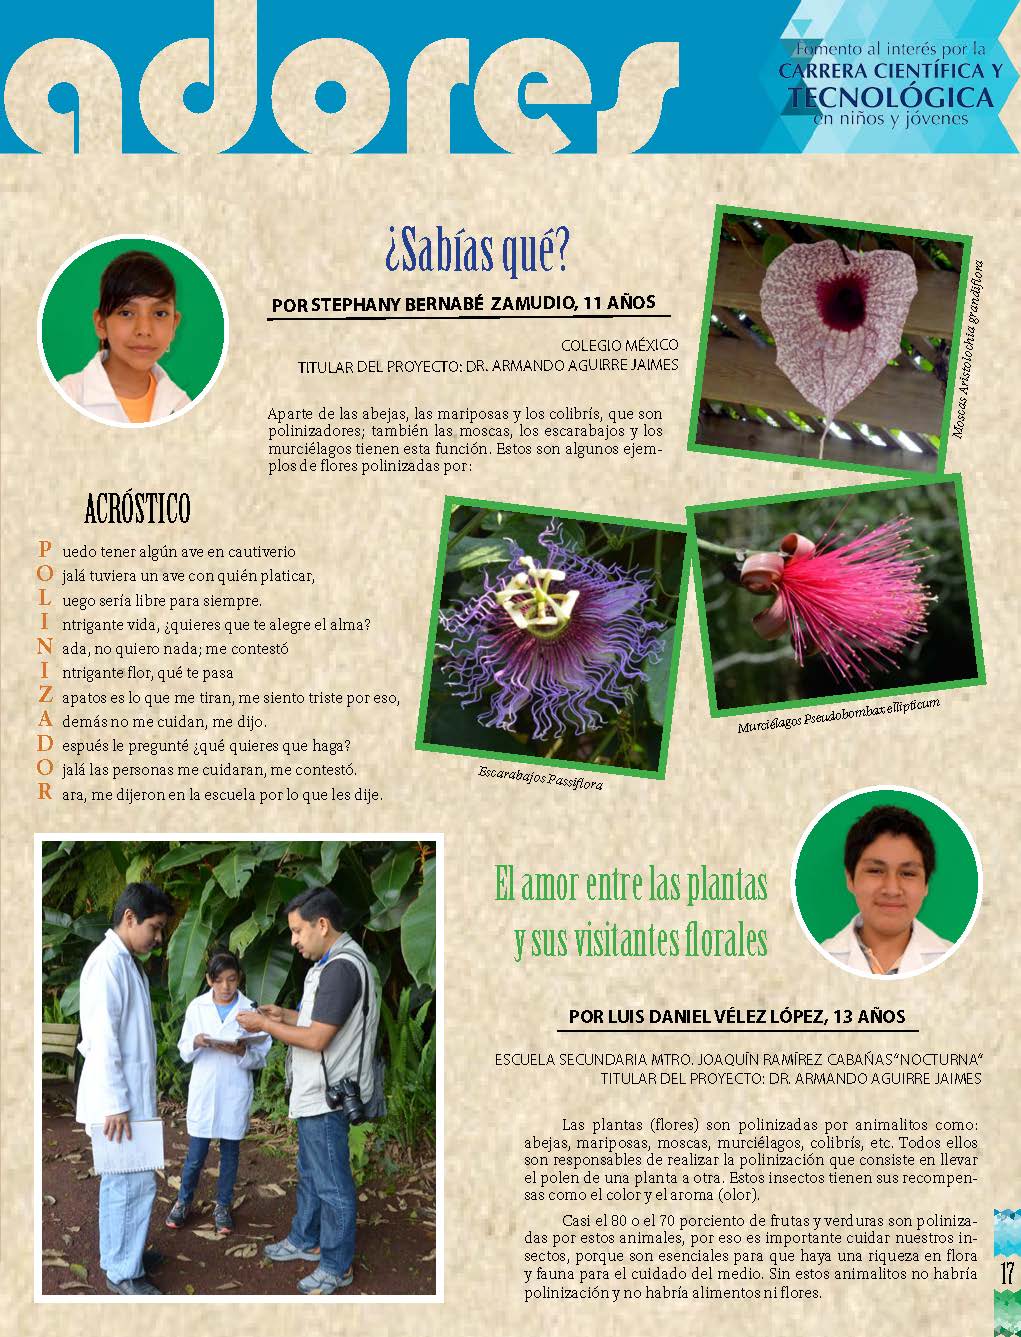 adores
Fomento al interés por la
CARRERA CIENTÍFICA Y
TECNOLÓGICA
en niños y jóvenes
¿Sabías qué?
POR STEPHANY BERNABÉ ZAMUDIO, 11 AÑOS
COLEGIO MÉXICO
TITULAR DEL PROYECTO: DR. ARMANDO AGUIRRE JAIMES
Aparte de las abejas, las mariposas y los colibrís, que son
polinizadores; también las moscas, los escarabajos y los
murciélagos tienen esta función. Estos son algunos ejem-
plos de flores polinizadas por:
Moscas Aristolochia grandiflora
Murciélagos Pseudobombax ellipticum
Escarabajos Passiflora
ACRÓSTICO
P uedo tener algún ave en cautiverio
O jalá tuviera un ave con quién platicar,
L uego sería libre para siempre.
I ntrigante vida, ¿quieres que te alegre el alma?
N ada, no quiero nada; me contestó
I ntrigante flor, qué te pasa
Z apatos es lo que me tiran, me siento triste por eso,
A demás no me cuidan, me dijo.
D espués le pregunté ¿qué quieres que haga?
O jalá las personas me cuidaran, me contestó.
R ara, me dijeron en la escuela por lo que les dije.
El amor entre las plantas
y sus visitantes florales
POR LUIS DANIEL VÉLEZ LÓPEZ, 13 AÑOS
ESCUELA SECUNDARIA MTRO. JOAQUÍN RAMÍREZ CABAÑAS "NOCTURNA"
TITULAR DEL PROYECTO: DR. ARMANDO AGUIRRE JAIMES
Las plantas (flores) son polinizadas por animalitos como:
abejas, mariposas, moscas, murciélagos, colibrís, etc. Todos ellos
son responsables de realizar la polinización que consiste en llevar
el polen de una planta a otra. Estos insectos tienen sus recompen-
sas como el color y el aroma (olor).
Casi el 80 o el 70 porciento de frutas y verduras son poliniza-
das por estos animales, por eso es importante cuidar nuestros in-
sectos, porque son esenciales para que haya una riqueza en flora
y fauna para el cuidado del medio. Sin estos animalitos no habría
polinización y no habría alimentos ni flores.
17